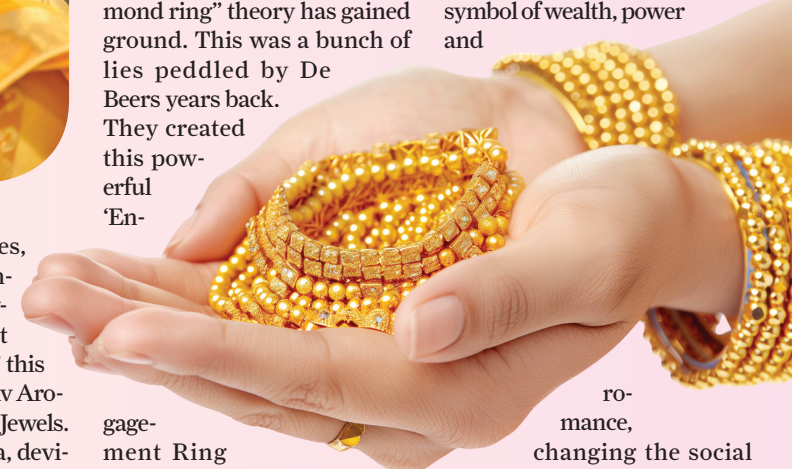 es,
n-
t
this
v Aro-
Jewels.
a, devi-
mond ring” theory has gained
ground. This was a bunch of
lies peddled by De
Beers years back.
They created
this pow-
erful
‘En-
gage-
ment Ring
symbol of wealth, power
and
ro-
mance,
changing the social